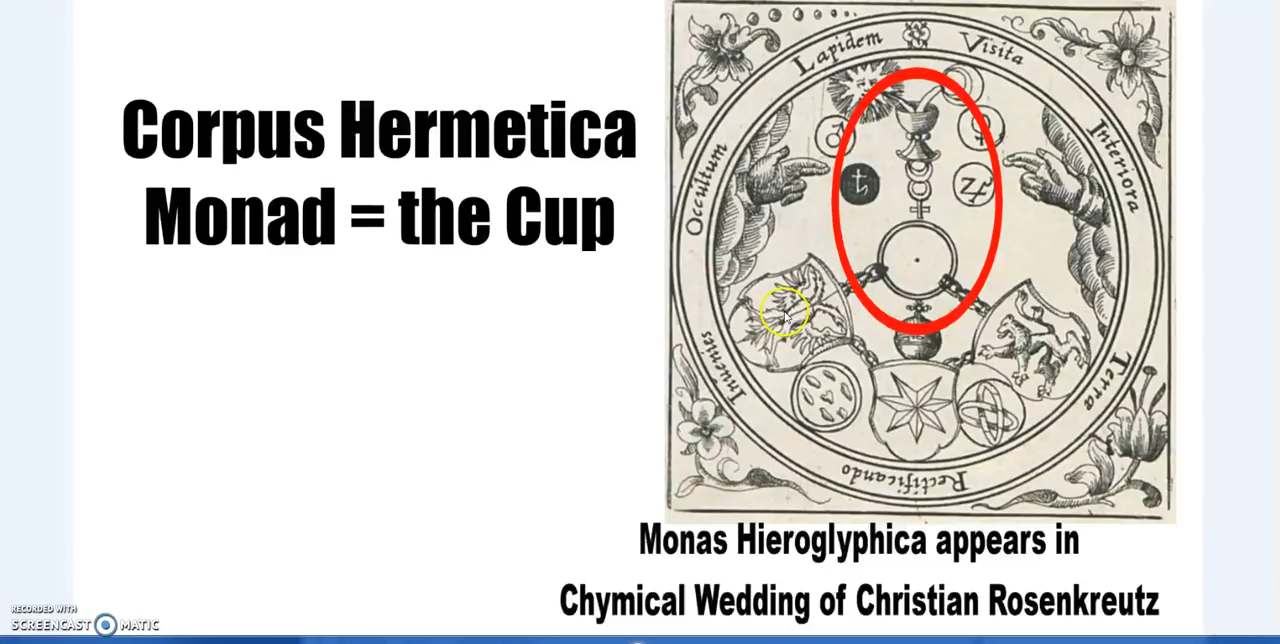 Corpus Hermetica
Monad = the Cup
Visita
Interiora
Terra
Rectificando
Inuenies
Occultum
Lapidem
Monas Hieroglyphica appears in
Chymical Wedding of Christian Rosenkreutz
RECORDED WITH
SCREENCAST MATIC